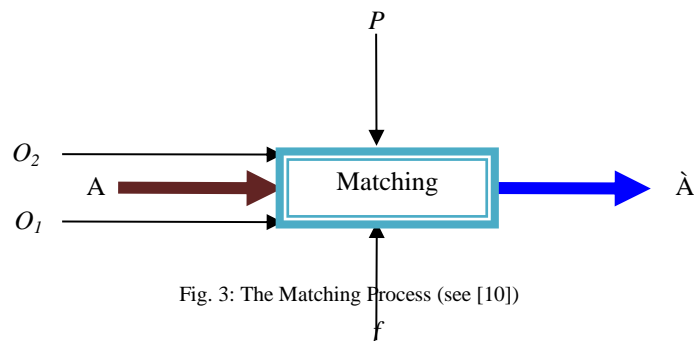 P
O2
A
Matching
À
O1
Fig. 3: The Matching Process (see [10])
f